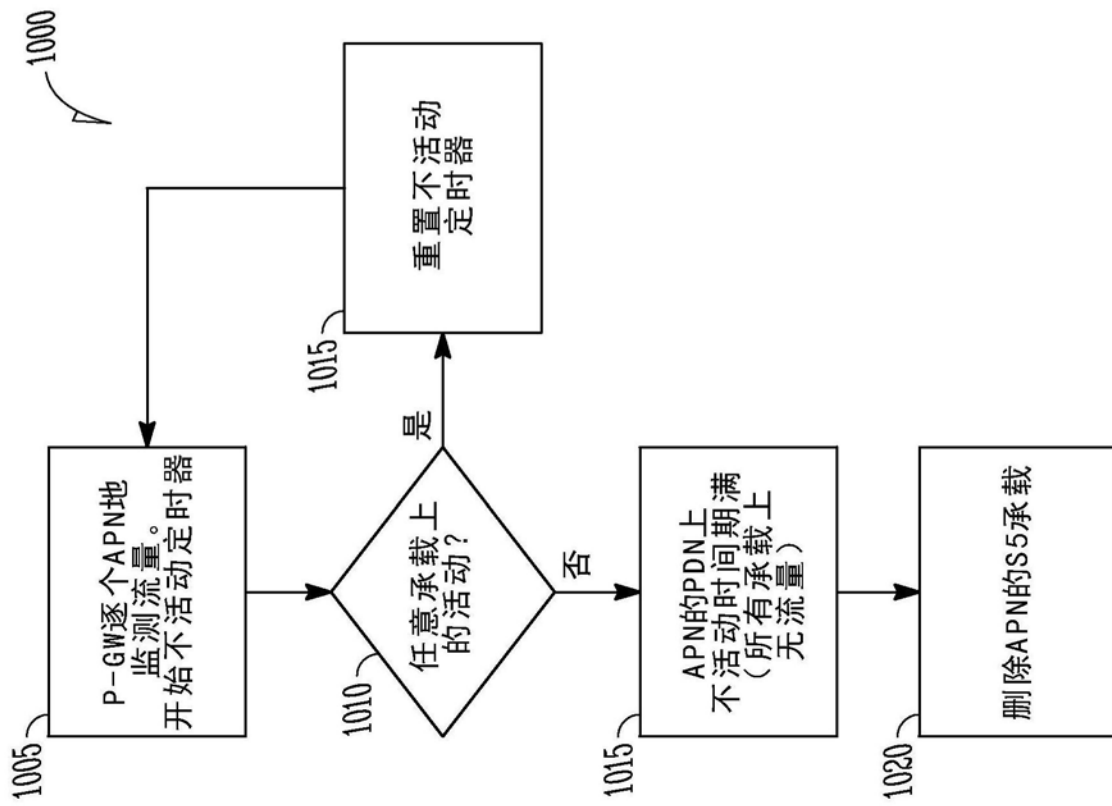 1000
1005
P-GW逐个APN地
监测流量。
开始不活动定时器
1010
任意承载上
的活动?
是
1015
重置不活动
定时器
否
1015
APN的PDN上
不活动时间期满
(所有承载上
无流量)
1020
删除APN的S5承载